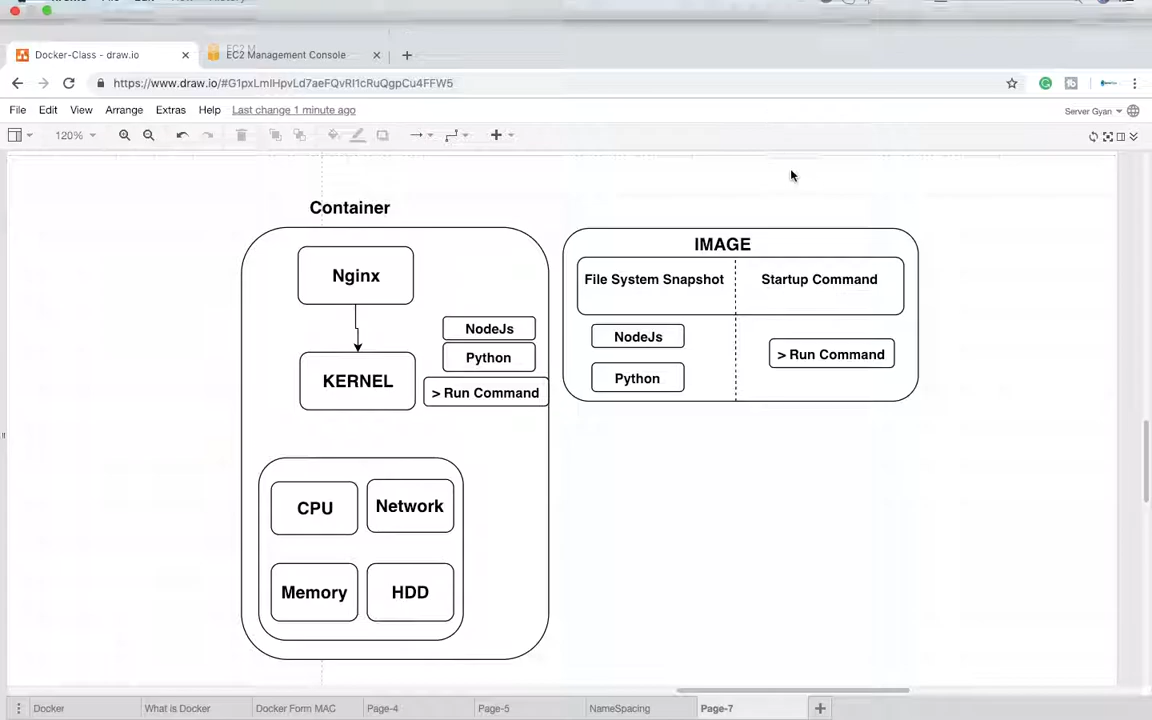 Docker-Class - draw.io
EC2 Management Console
https://www.draw.io/#G1pxLmIHpvLd7aeFQvRl1cRuQgpCu4FFW5
File Edit View Arrange Extras Help Last change 1 minute ago
Server Gyan
120%
Container
Nginx
KERNEL
NodeJs
Python
> Run Command
CPU
Network
Memory
HDD
IMAGE
File System Snapshot
Startup Command
NodeJs
Python
> Run Command
Docker
What is Docker
Docker Form MAC
Page-4
Page-5
NameSpacing
Page-7